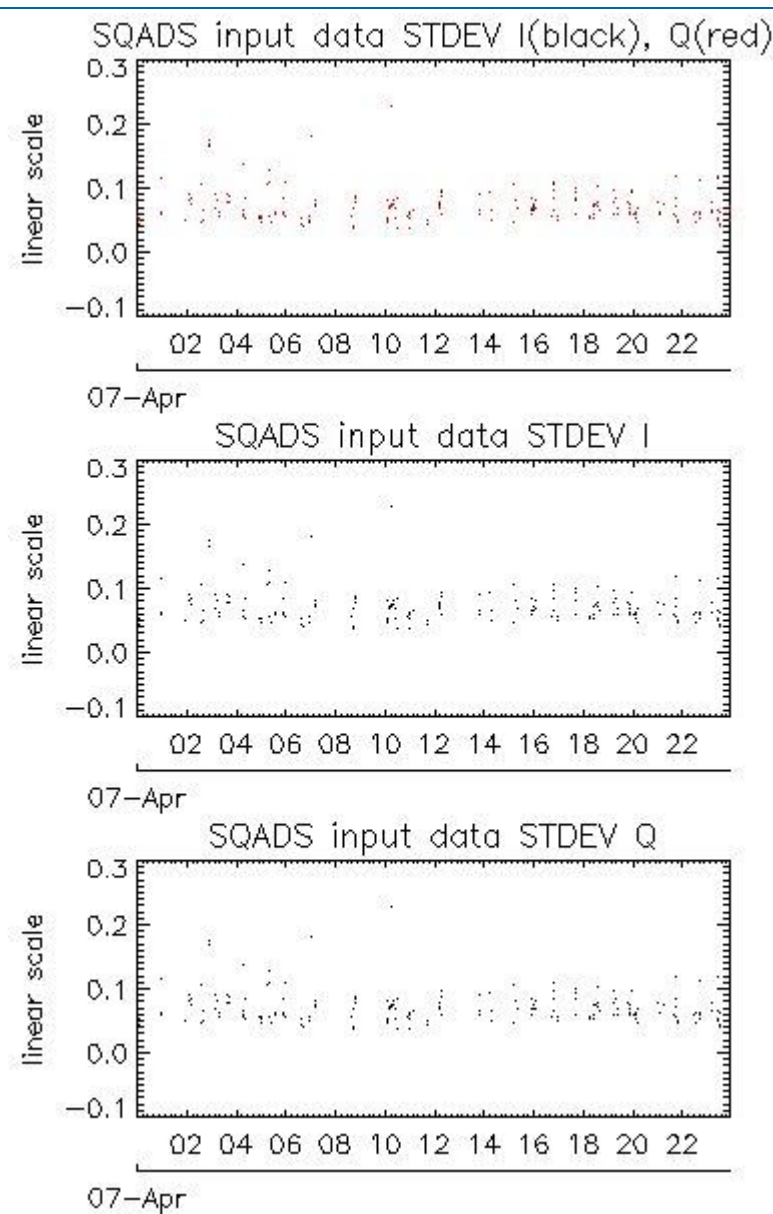 SQADS input data STDEV I(black), Q(red)
linear scale
0.3
0.2
0.1
0.0
-0.1
02 04 06 08 10 12 14 16 18 20 22
07-Apr
SQADS input data STDEV I
linear scale
0.3
0.2
0.1
0.0
-0.1
02 04 06 08 10 12 14 16 18 20 22
07-Apr
SQADS input data STDEV Q
linear scale
0.3
0.2
0.1
0.0
-0.1
02 04 06 08 10 12 14 16 18 20 22
07-Apr